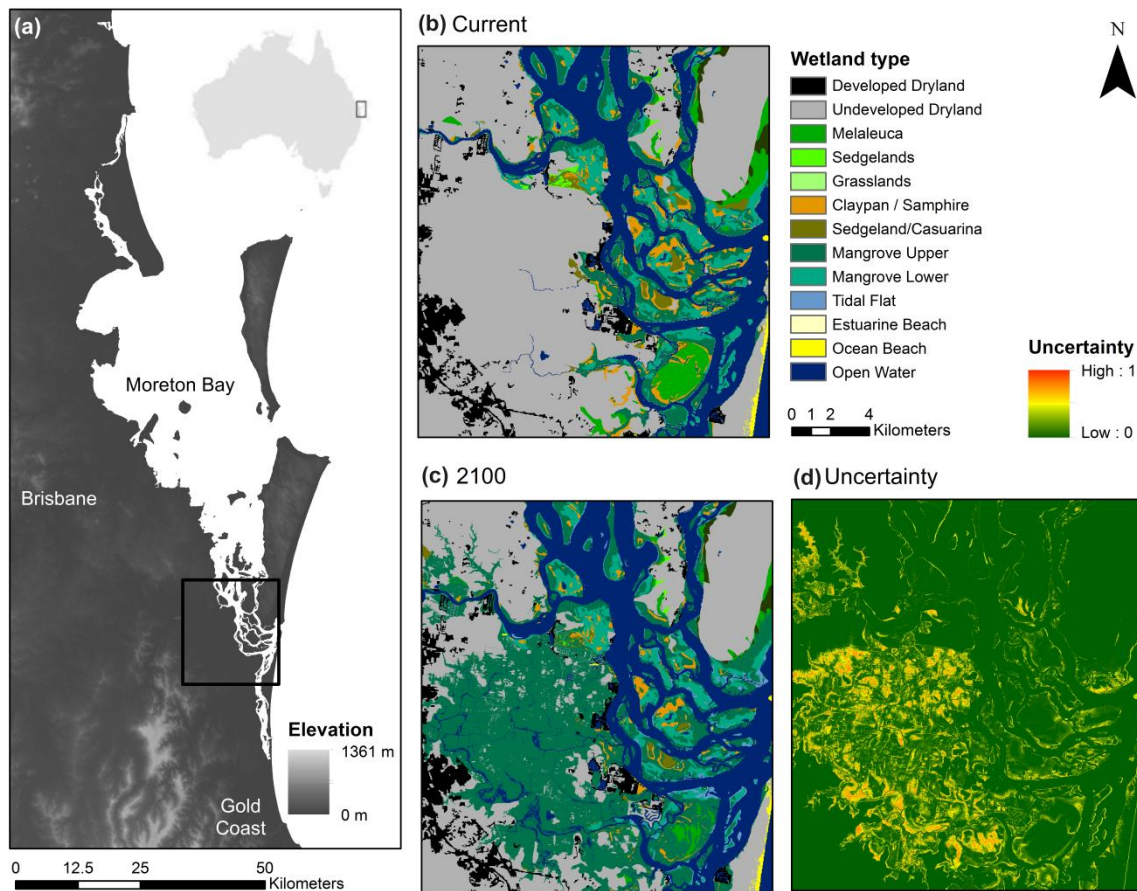 (a)
Moreton Bay
Brisbane
Gold
Coast
Elevation
1361 m
0 m
0 12.5 25 50
Kilometers
(b) Current
Wetland type
Developed Dryland
Undeveloped Dryland
Melaleuca
Sedgelands
Grasslands
Claypan / Samphire
Sedgeland/Casuarina
Mangrove Upper
Mangrove Lower
Tidal Flat
Estuarine Beach
Ocean Beach
Open Water
0 1 2 4
Kilometers
N
Uncertainty
High : 1
Low : 0
(c) 2100
(d) Uncertainty